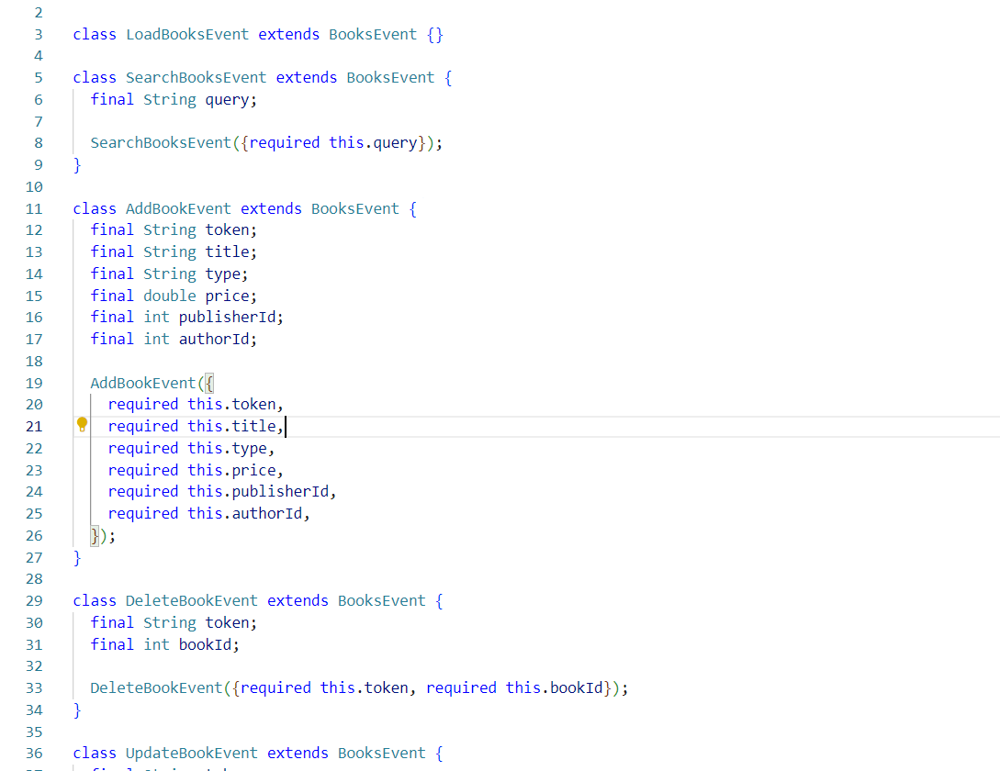 2
3 class LoadBooksEvent extends BooksEvent {}
4
5 class SearchBooksEvent extends BooksEvent {
6   final String query;
7
8   SearchBooksEvent({required this.query});
9 }
10
11 class AddBookEvent extends BooksEvent {
12   final String token;
13   final String title;
14   final String type;
15   final double price;
16   final int publisherId;
17   final int authorId;
18
19   AddBookEvent({
20     required this.token,
21     required this.title,
22     required this.type,
23     required this.price,
24     required this.publisherId,
25     required this.authorId,
26   });
27 }
28
29 class DeleteBookEvent extends BooksEvent {
30   final String token;
31   final int bookId;
32
33   DeleteBookEvent({required this.token, required this.bookId});
34 }
35
36 class UpdateBookEvent extends BooksEvent {